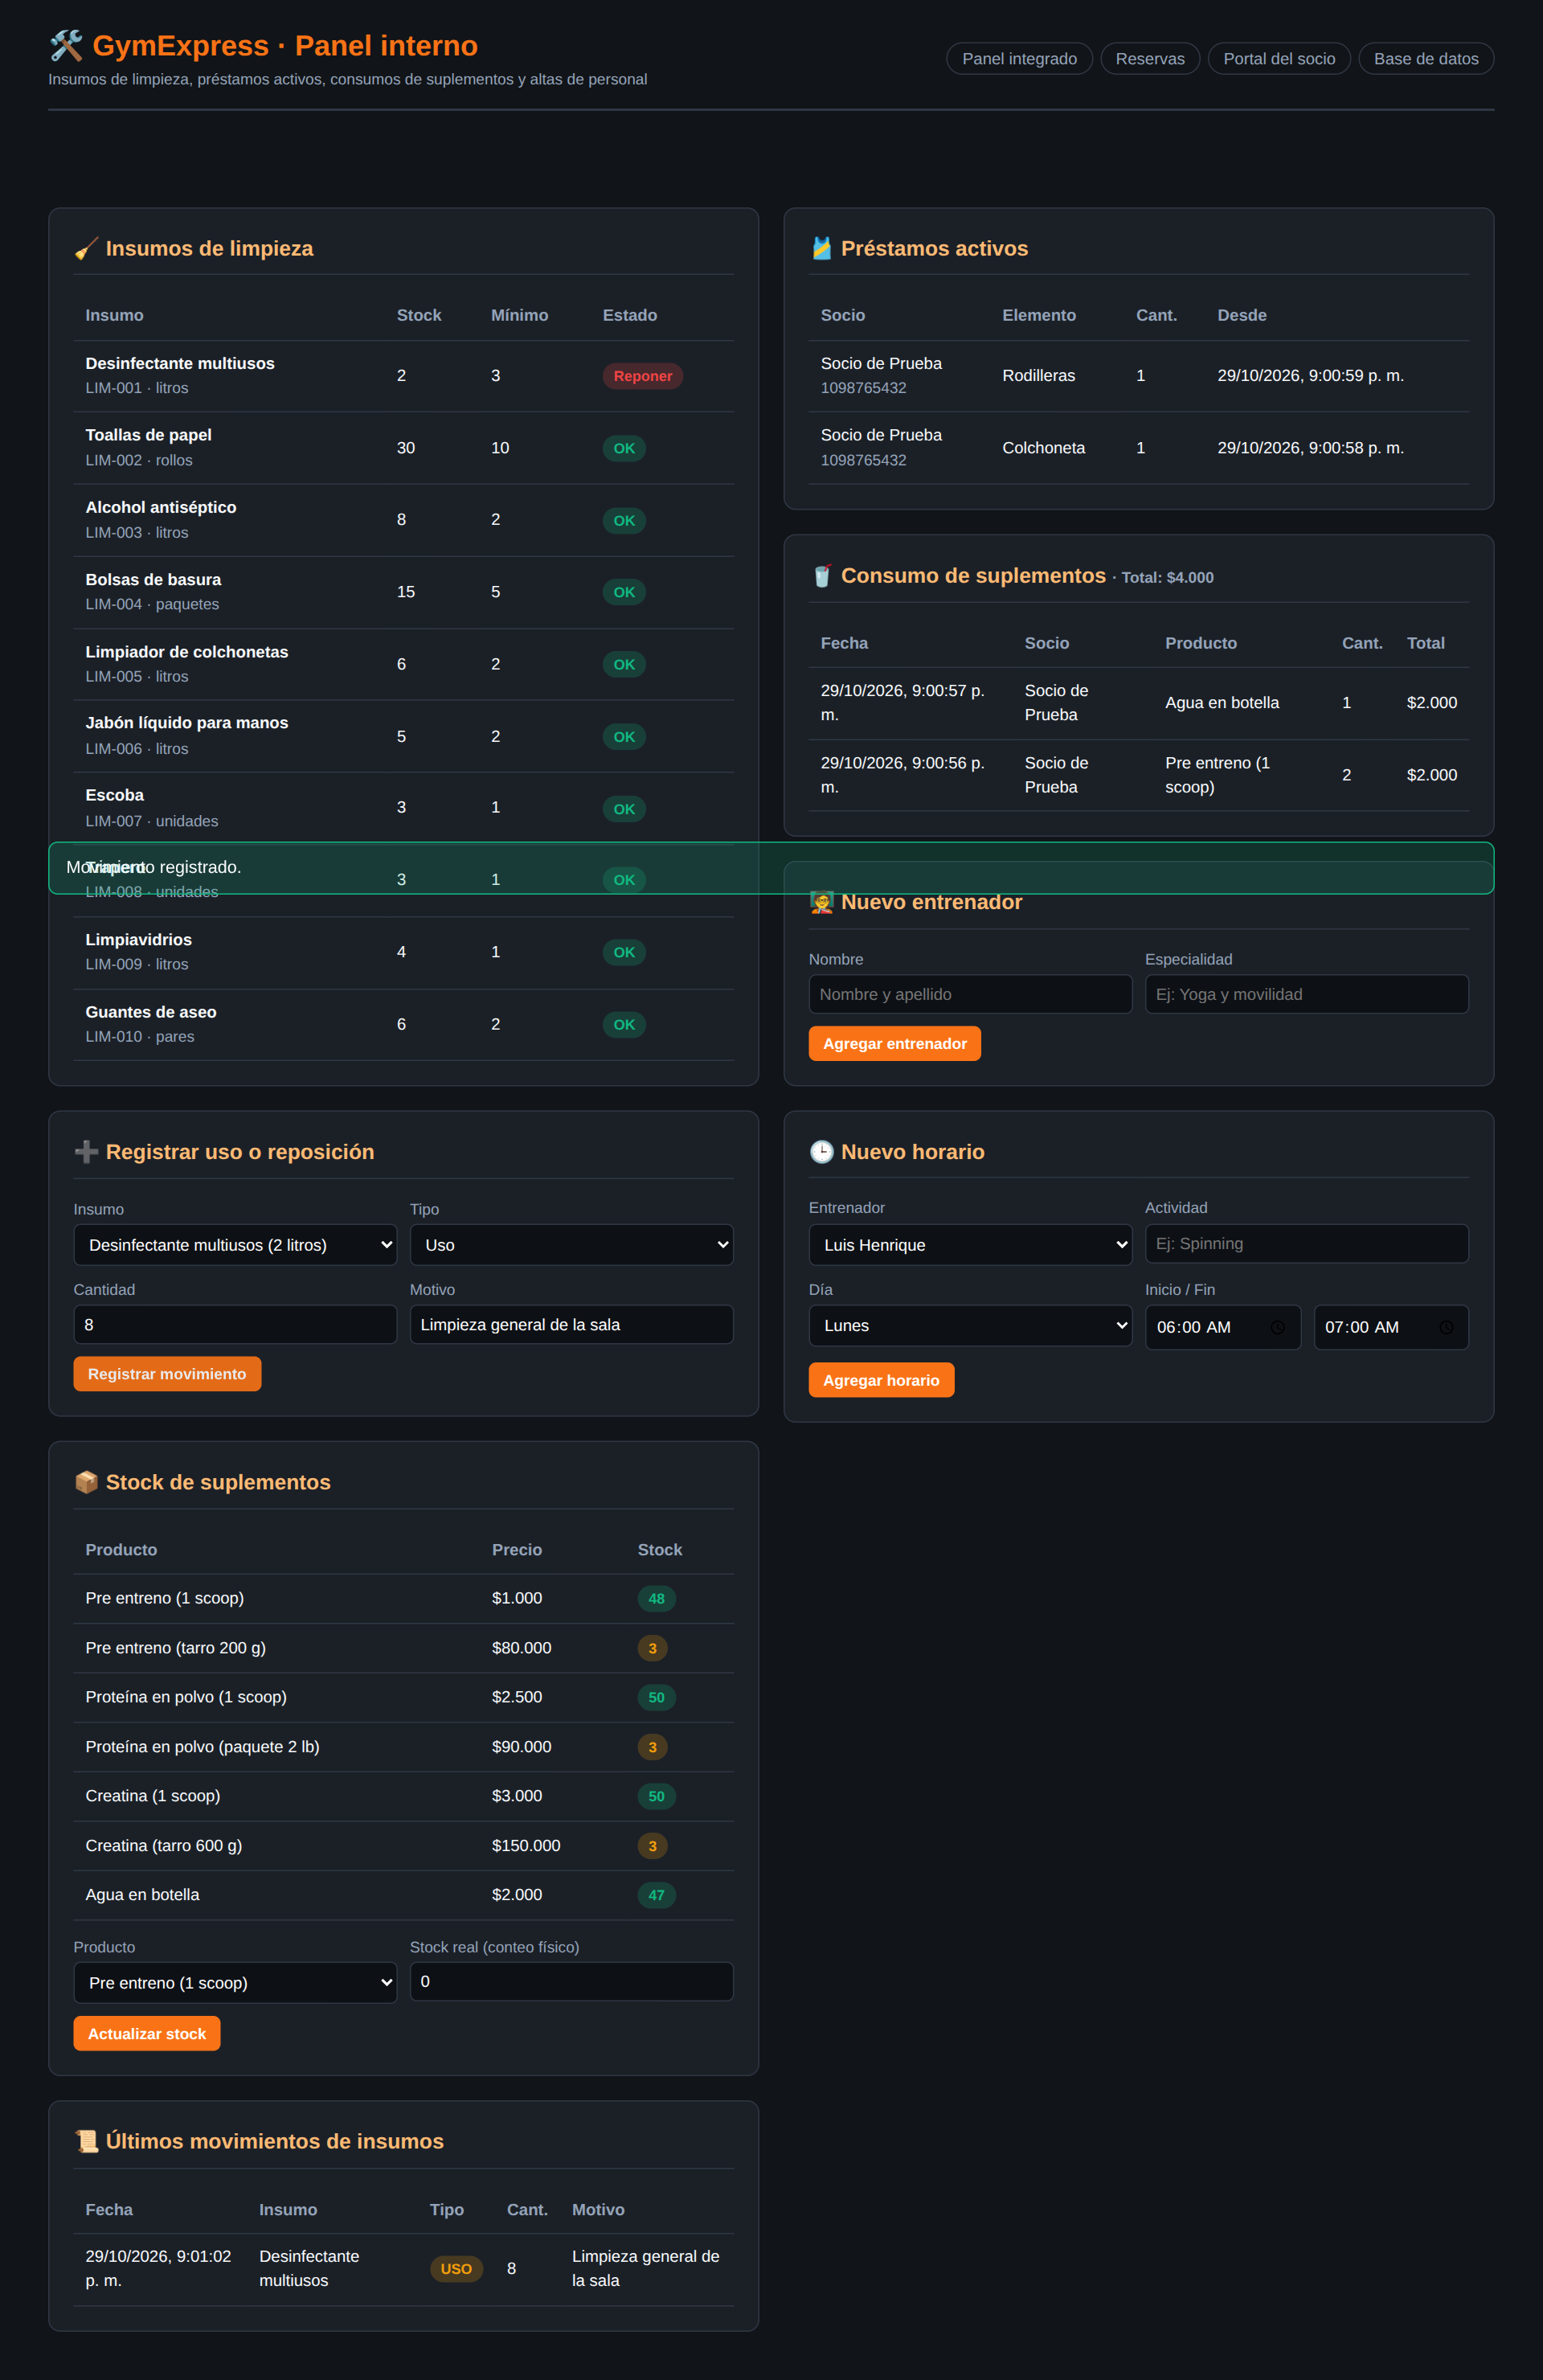 GymExpress · Panel interno
Insumos de limpieza, préstamos activos, consumos de suplementos y altas de personal
Panel integrado Reservas Portal del socio Base de datos
Insumos de limpieza
Insumo Stock Mínimo Estado
Desinfectante multiusos
LIM-001 · litros
2 3 Reponer
Toallas de papel
LIM-002 · rollos
30 10 OK
Alcohol antiséptico
LIM-003 · litros
8 2 OK
Bolsas de basura
LIM-004 · paquetes
15 5 OK
Limpiador de colchonetas
LIM-005 · litros
6 2 OK
Jabón líquido para manos
LIM-006 · litros
5 2 OK
Escoba
LIM-007 · unidades
3 1 OK
Movimiento registrado.
Trapero
LIM-008 · unidades
3 1 OK
Limpiavidrios
LIM-009 · litros
4 1 OK
Guantes de aseo
LIM-010 · pares
6 2 OK
Registrar uso o reposición
Insumo Tipo
Desinfectante multiusos (2 litros) Uso
Cantidad Motivo
8 Limpieza general de la sala
Registrar movimiento
Stock de suplementos
Producto Precio Stock
Pre entreno (1 scoop) $1.000 48
Pre entreno (tarro 200 g) $80.000 3
Proteína en polvo (1 scoop) $2.500 50
Proteína en polvo (paquete 2 lb) $90.000 3
Creatina (1 scoop) $3.000 50
Creatina (tarro 600 g) $150.000 3
Agua en botella $2.000 47
Producto Stock real (conteo físico)
Pre entreno (1 scoop) 0
Actualizar stock
Últimos movimientos de insumos
Fecha Insumo Tipo Cant. Motivo
29/10/2026, 9:01:02 Desinfectante USO 8 Limpieza general de
p. m. multiusos la sala
Préstamos activos
Socio Elemento Cant. Desde
Socio de Prueba
1098765432
Rodilleras 1 29/10/2026, 9:00:59 p. m.
Socio de Prueba
1098765432
Colchoneta 1 29/10/2026, 9:00:58 p. m.
Consumo de suplementos · Total: $4.000
Fecha Socio Producto Cant. Total
29/10/2026, 9:00:57 p. Socio de Agua en botella 1 $2.000
m. Prueba
29/10/2026, 9:00:56 p. Socio de Pre entreno (1 2 $2.000
m. Prueba scoop)
Nuevo entrenador
Nombre Especialidad
Nombre y apellido Ej: Yoga y movilidad
Agregar entrenador
Nuevo horario
Entrenador Actividad
Luis Henrique Ej: Spinning
Día Inicio / Fin
Lunes 06:00 AM 07:00 AM
Agregar horario